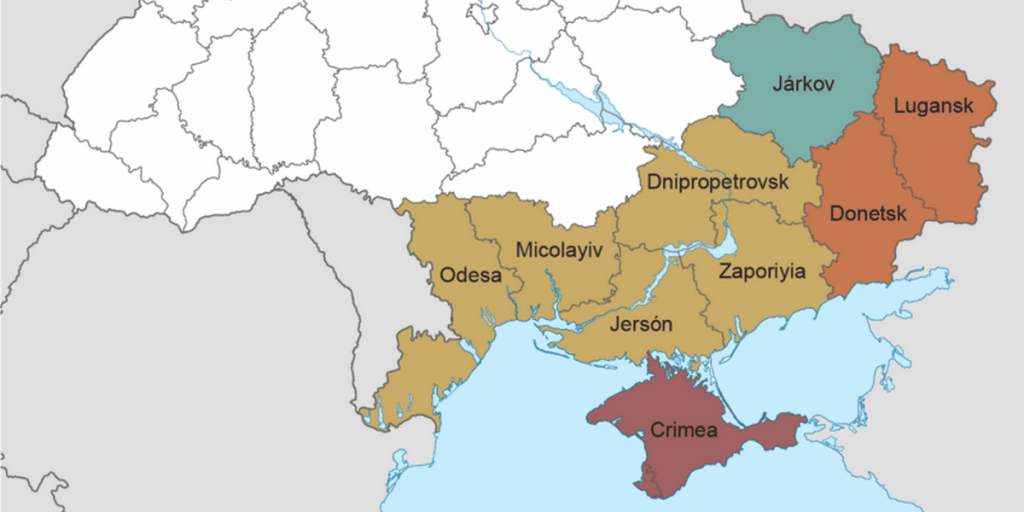 Járkov
Lugansk
Dnipropetrovsk
Donetsk
Micolayiv
Odesa
Zaporiyia
Jersón
Crimea